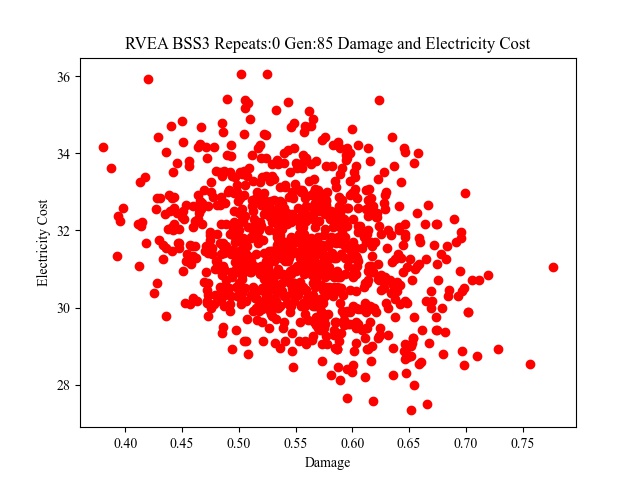 RVEA BSS3 Repeats:0 Gen:85 Damage and Electricity Cost
36
34
32
30
28
Electricity Cost
0.40 0.45 0.50 0.55 0.60 0.65 0.70 0.75
Damage